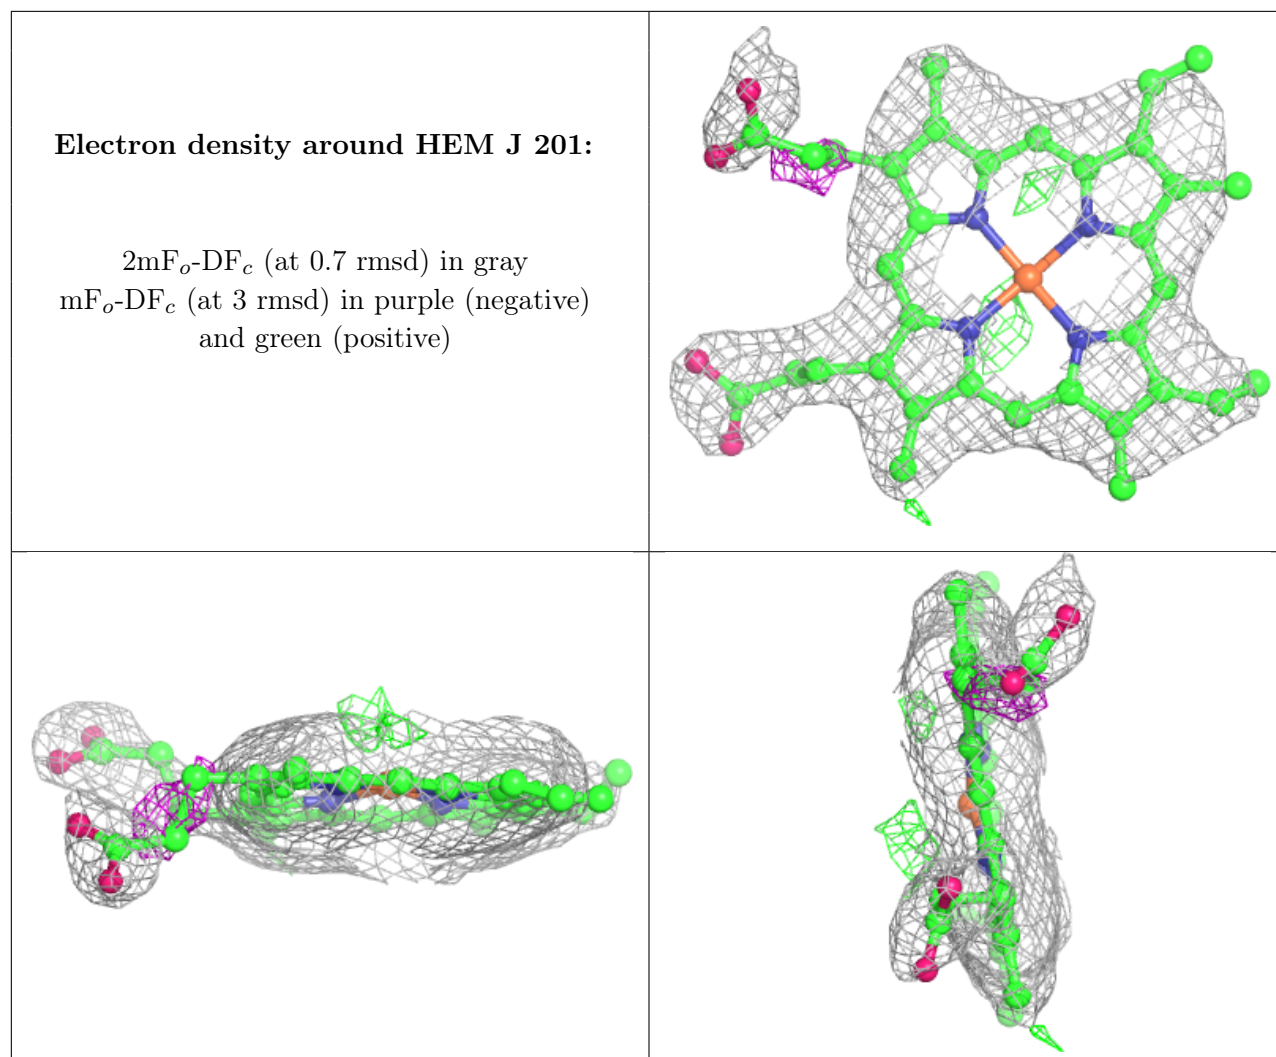 Electron density around HEM J 201:
2mFo-DFc (at 0.7 rmsd) in gray
mFo-DFc (at 3 rmsd) in purple (negative)
and green (positive)